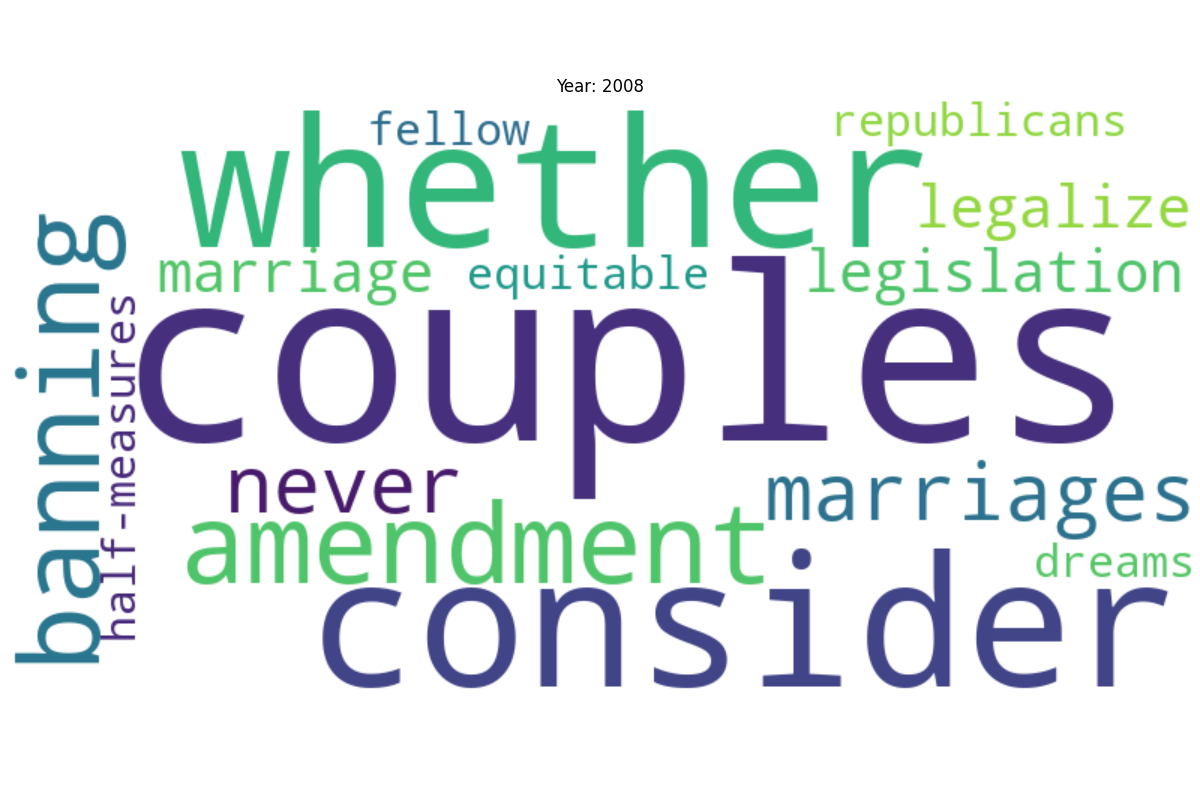 Year: 2008
fellow
republicans
whether
legalize
marriage
equitable
legislation
banning
half-measures
couples
never
marriages
amendment
dreams
consider